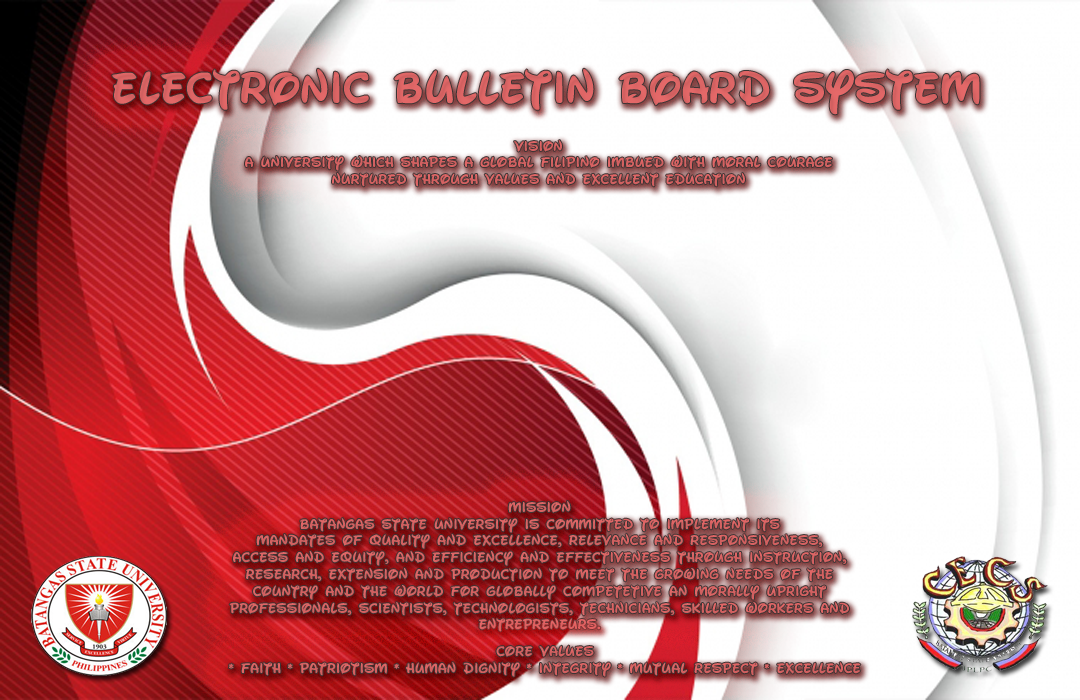 ELECTRONIC BULLETIN BOARD SYSTEM
VISION
A UNIVERSITY WHICH SHAPES A GLOBAL FILIPINO IMBUED WITH MORAL COURAGE
NURTURED THROUGH VALUES AND EXCELLENT EDUCATION
MISSION
BATANGAS STATE UNIVERSITY IS COMMITTED TO IMPLEMENT ITS
MANDATES OF QUALITY AND EXCELLENCE, RELEVANCE AND RESPONSIVENESS,
ACCESS AND EQUITY, AND EFFICIENCY AND EFFECTIVENESS THROUGH INSTRUCTION,
RESEARCH, EXTENSION AND PRODUCTION TO MEET THE GROWING NEEDS OF THE
COUNTRY AND THE WORLD FOR GLOBALLY COMPETETIVE AN MORALLY UPRIGHT
PROFESSIONALS, SCIENTISTS, TECHNOLOGISTS, TECHNICIANS, SKILLED WORKERS AND
ENTREPRENEURS.
CORE VALUES
* FAITH * PATRIOTISM * HUMAN DIGNITY * INTEGRITY * MUTUAL RESPECT * EXCELLENCE
BATANGAS STATE UNIVERSITY
1903
EXCELLENCE
PHILIPPINES
CECS